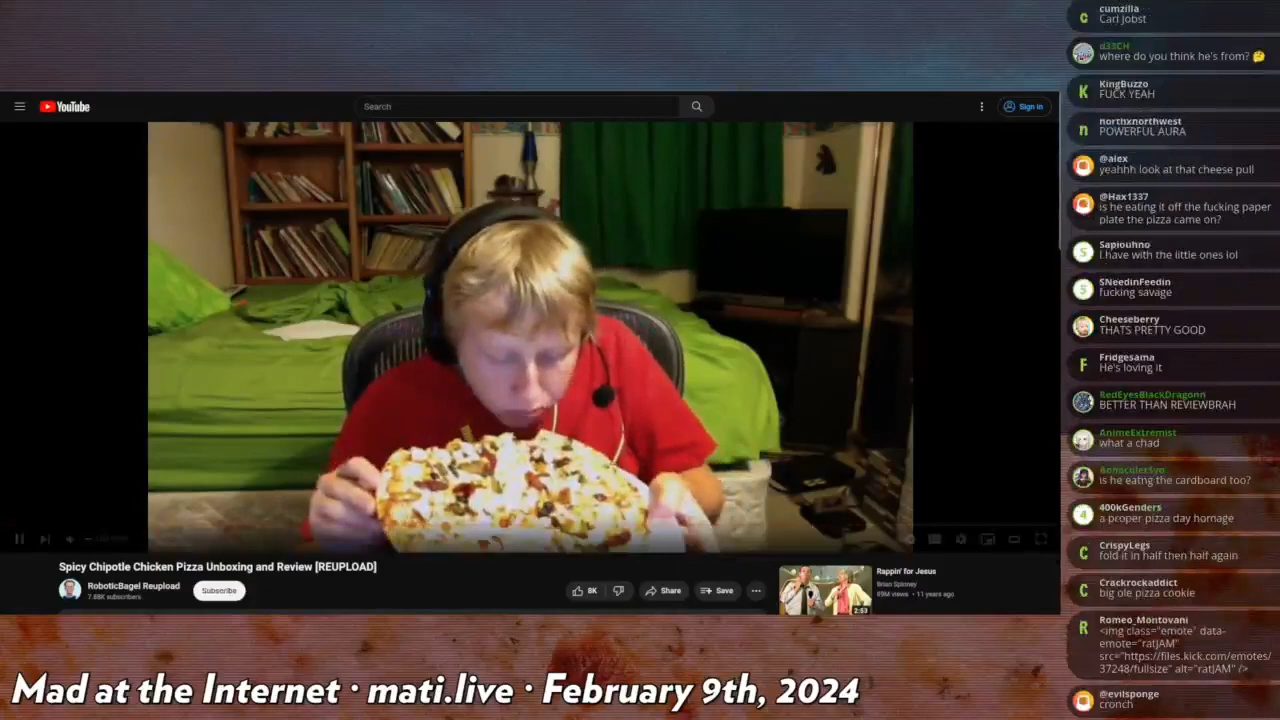 YouTube
Search
Sign in
Spicy Chipotle Chicken Pizza Unboxing and Review [REUPLOAD]
RoboticBagel Reupload
7.68K subscribers
Subscribe
8K
Share
Save
2:53
Rappin' for Jesus
Brian Spinney
89M views • 11 years ago
Mad at the Internet · mati.live · February 9th, 2024
cumzilla
Carl Jobst
d33CH
where do you think he's from? 🤔
KingBuzzo
FUCK YEAH
northxnorthwest
POWERFUL AURA
@alex
yeahhh look at that cheese pull
@Hax1337
is he eating it off the fucking paper
plate the pizza came on?
Sapiouhno
I have with the little ones lol
SNeedinFeedin
fucking savage
Cheeseberry
THATS PRETTY GOOD
Fridgesama
He's loving it
RedEyesBlackDragonn
BETTER THAN REVIEWBRAH
AnimeExtremist
what a chad
is he eatng the cardboard too?
400kGenders
a proper pizza day homage
CrispyLegs
fold it in half then half again
Crackrockaddict
big ole pizza cookie
Romeo_Montovani
<img class="emote" data-
emote="ratJAM"
src="https://files.kick.com/emotes/
37248/fullsize" alt="ratJAM" />
@evilsponge
cronch